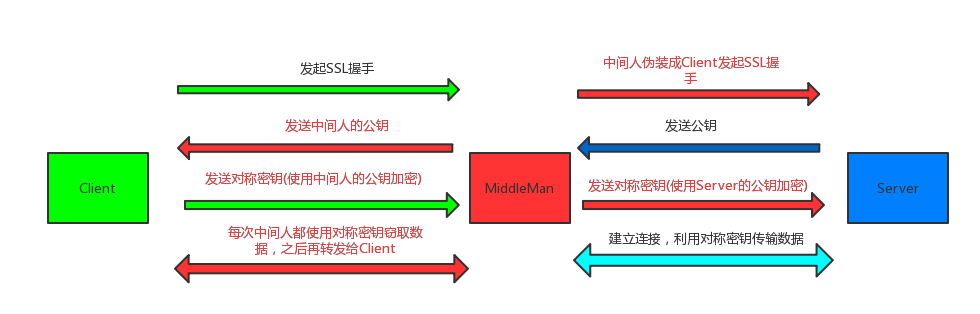 发起SSL握手
中间人伪装成Client发起SSL握
手
发送中间人的公钥
发送公钥
发送对称密钥(使用中间人的公钥加密)
发送对称密钥(使用Server的公钥加密)
Client
MiddleMan
Server
每次中间人都使用对称密钥窃取数
据，之后再转发给Client
建立连接，利用对称密钥传输数据